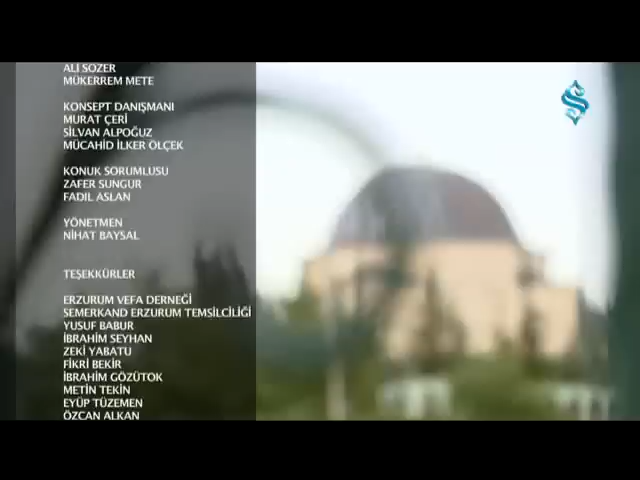 ALİ SÖZER
MÜKERREM METE
KONSEPT DANIŞMANI
MURAT ÇERİ
SİLVAN ALPOĞUZ
MÜCAHİD İLKER ÖLÇEK
KONUK SORUMLUSU
ZAFER SUNGUR
FADIL ASLAN
YÖNETMEN
NİHAT BAYSAL
TEŞEKKÜRLER
ERZURUM VEFA DERNEĞİ
SEMERKAND ERZURUM TEMSİLCİLİĞİ
YUSUF BABUR
İBRAHİM SEYHAN
ZEKİ YABATU
FİKRİ BEKİR
İBRAHİM GÖZÜTOK
METİN TEKİN
EYÜP TÜZEMEN
ÖZCAN ALKAN